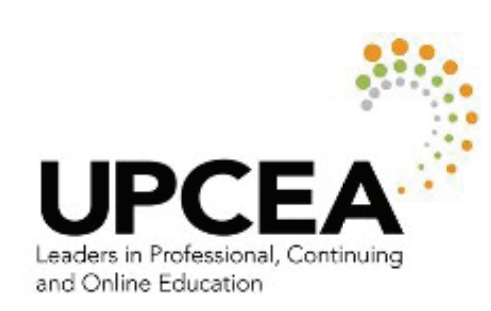 UPCEA
Leaders in Professional, Continuing
and Online Education